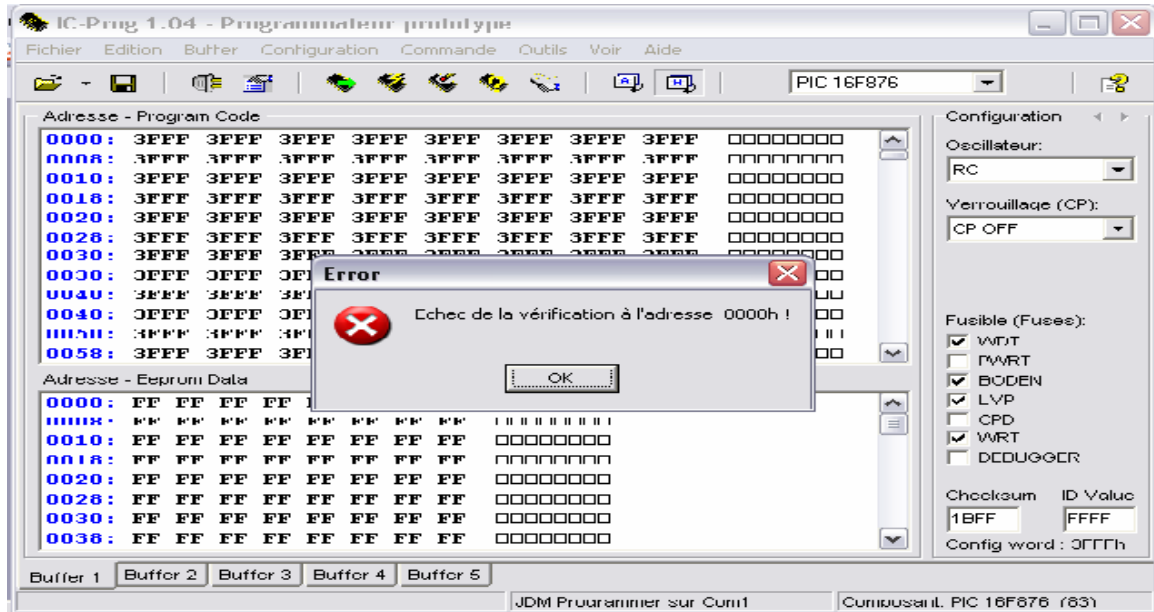 IC-Prog 1.04 - Programmateur prototype
Fichier Edition Buffer Configuration Commande Outils Voir Aide
PIC 16F876
Adresse - Program Code
0000: 3FFF 3FFF 3FFF 3FFF 3FFF 3FFF 3FFF 3FFF
0008: 3FFF 3FFF 3FFF 3FFF 3FFF 3FFF 3FFF 3FFF
0010: 3FFF 3FFF 3FFF 3FFF 3FFF 3FFF 3FFF 3FFF
0018: 3FFF 3FFF 3FFF 3FFF 3FFF 3FFF 3FFF 3FFF
0020: 3FFF 3FFF 3FFF 3FFF 3FFF 3FFF 3FFF 3FFF
0028: 3FFF 3FFF 3FFF 3FFF 3FFF 3FFF 3FFF 3FFF
0030: 3FFF 3FFF 3FFF
3FFF 3FFF
0040: 3FFF 3FFF
3FFF 3FFF
3FFF 3FFF
0058: 3FFF 3FFF
Error
Echec de la vérification à l'adresse 0000h !
OK
Adresse - Eeprom Data
0000: FF FF FF FF
0008: FF FF FF FF FF FF FF FF
0010: FF FF FF FF FF FF FF FF
0018: FF FF FF FF FF FF FF FF
0020: FF FF FF FF FF FF FF FF
0028: FF FF FF FF FF FF FF FF
0030: FF FF FF FF FF FF FF FF
0038: FF FF FF FF FF FF FF FF
Configuration
Oscillateur:
RC
Verrouillage (CP):
CP OFF
Fusible (Fuses):
WDT
PWRT
BODEN
LVP
CPD
WRT
DEBUGGER
Checksum ID Value
1BFF FFFF
Config word : 3FFFh
Buffer 1 Buffer 2 Buffer 3 Buffer 4 Buffer 5
JDM Programmer sur Com1 Composant: PIC 16F876 (83)